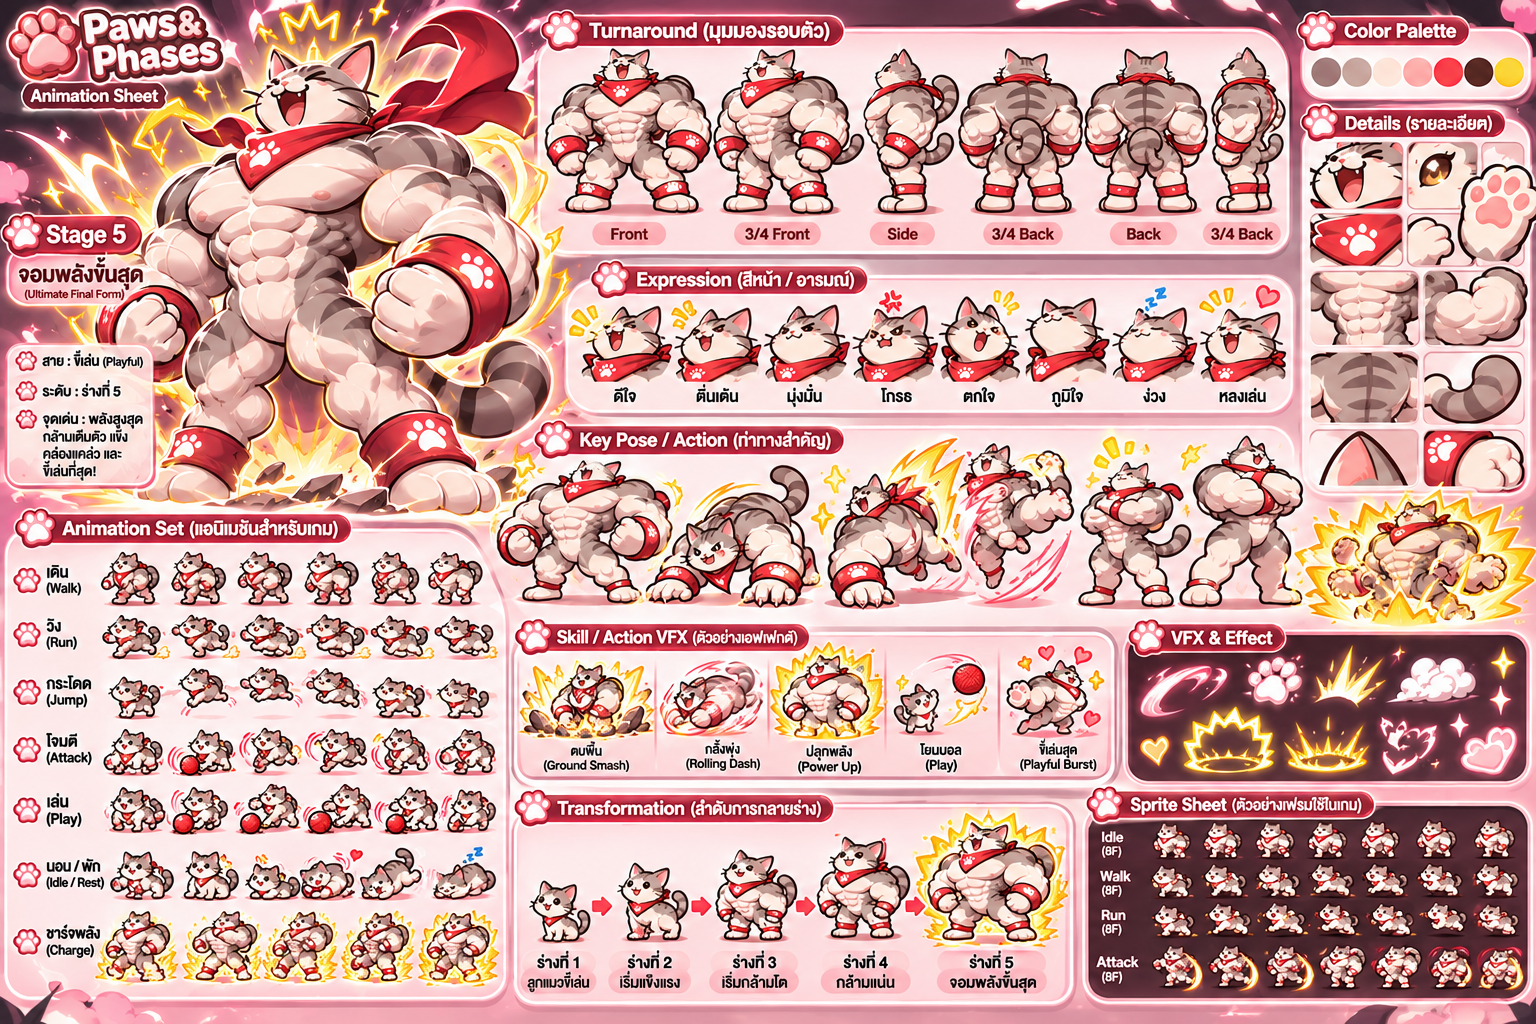 Paws&
Phases
Animation Sheet
Stage 5
จอมพลังขั้นสุด
(Ultimate Final Form)
สาย : ขี้เล่น (Playful)
ระดับ : ร่างที่ 5
จุดเด่น : พลังสูงสุด
กล้ามเต็มตัว แข็ง
คล่องแคล่ว และ
ขี้เล่นที่สุด!
Turnaround (มุมมองรอบตัว)
Front
3/4 Front
Side
3/4 Back
Back
3/4 Back
Expression (สีหน้า / อารมณ์)
ดีใจ
ตื่นเต้น
มุ่งมั่น
โกรธ
ตกใจ
ภูมิใจ
ง่วง
หลงเล่น
Key Pose / Action (ท่าทางสำคัญ)
Color Palette
Details (รายละเอียด)
Animation Set (แอนิเมชันสำหรับเกม)
เดิน
(Walk)
วิ่ง
(Run)
กระโดด
(Jump)
โจมตี
(Attack)
เล่น
(Play)
นอน / พัก
(Idle / Rest)
ชาร์จพลัง
(Charge)
Skill / Action VFX (ตัวอย่างเอฟเฟกต์)
ตบพื้น
(Ground Smash)
กลิ้งพุ่ง
(Rolling Dash)
ปลุกพลัง
(Power Up)
โยนบอล
(Play)
ขี้เล่นสุด
(Playful Burst)
VFX & Effect
Transformation (ลำดับการกลายร่าง)
ร่างที่ 1
ลูกแมวขี้เล่น
ร่างที่ 2
เริ่มแข็งแรง
ร่างที่ 3
เริ่มกล้ามโต
ร่างที่ 4
กล้ามแน่น
ร่างที่ 5
จอมพลังขั้นสุด
Sprite Sheet (ตัวอย่างเฟรมใช้ในเกม)
Idle
(8F)
Walk
(8F)
Run
(8F)
Attack
(8F)